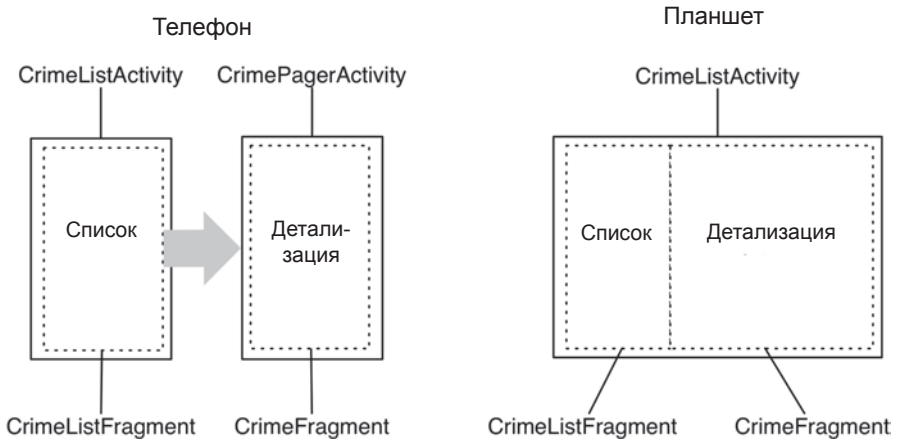 Телефон
Планшет
CrimeListActivity
CrimePagerActivity
CrimeListActivity
Список
Детали-
зация
Список
Детализация
CrimeListFragment
CrimeFragment
CrimeListFragment
CrimeFragment